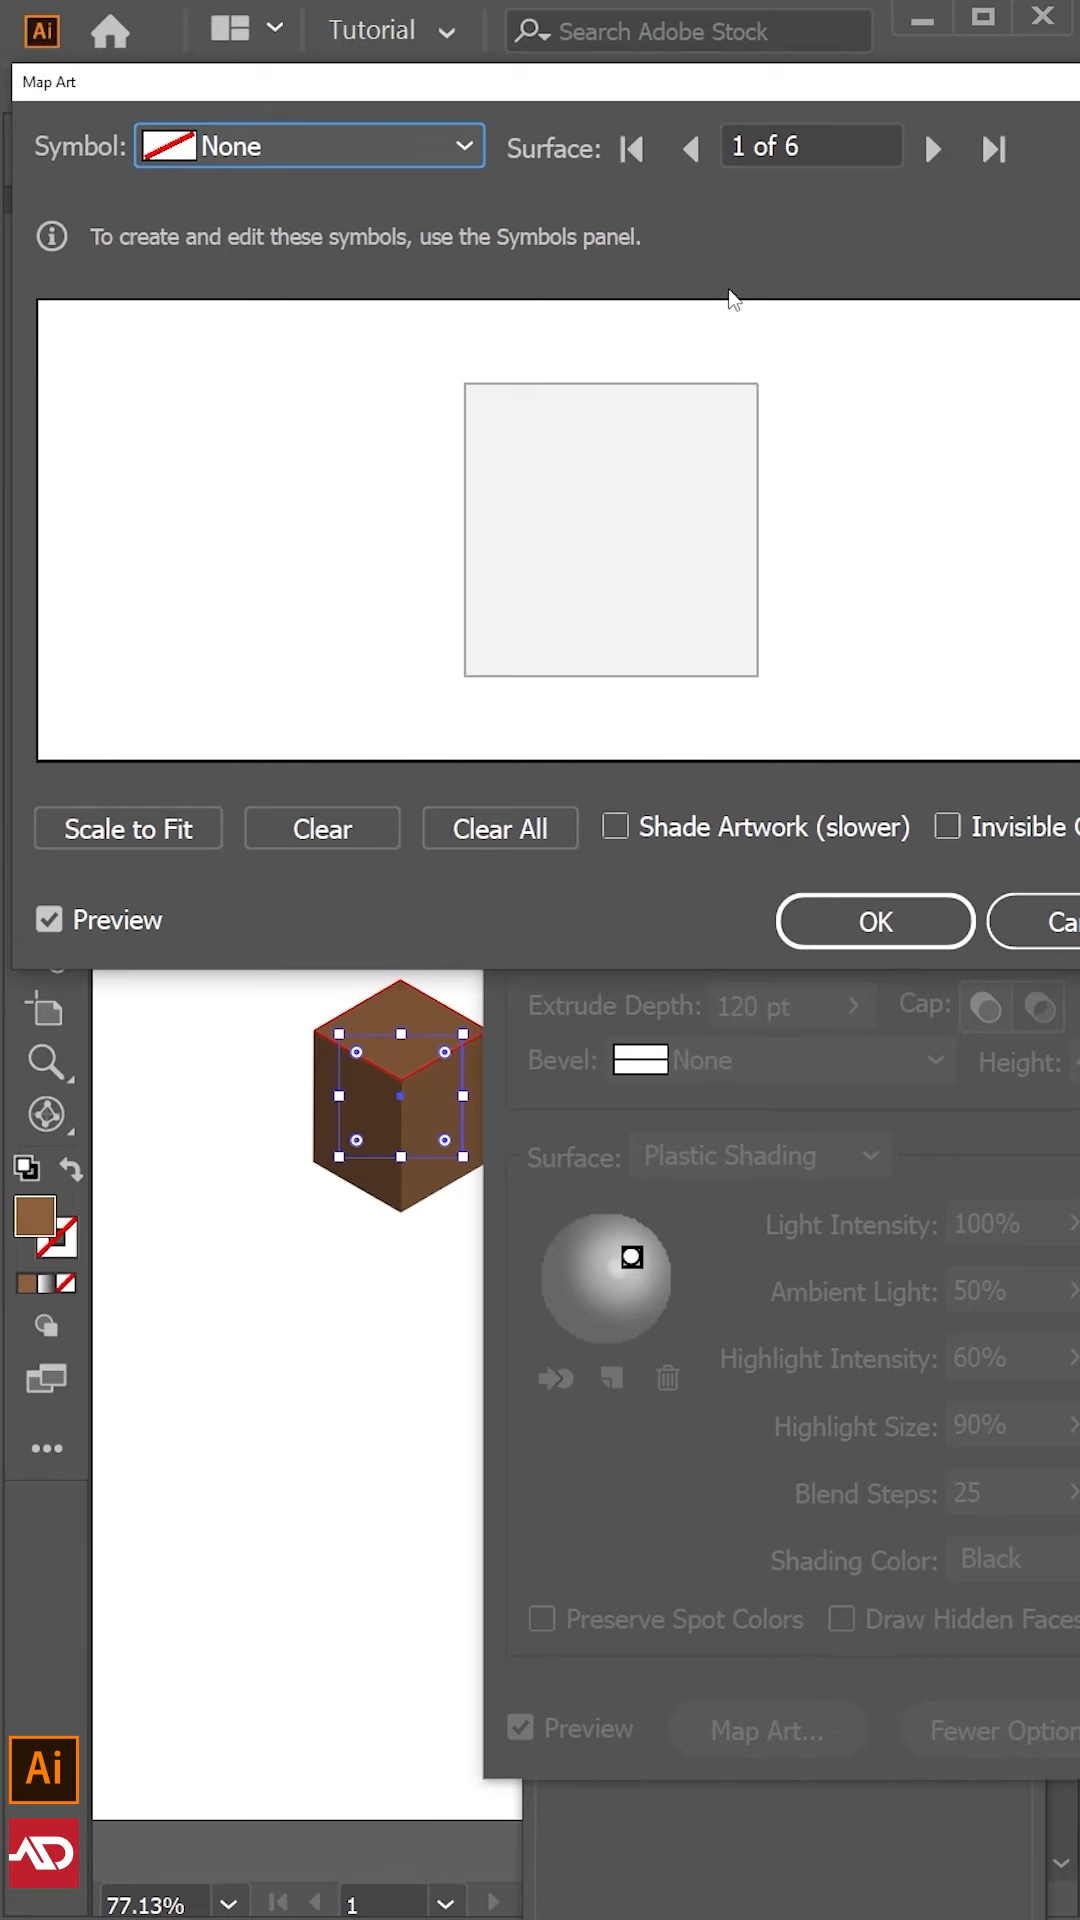 Ai Tutorial Search Adobe Stock
Map Art
Symbol: None Surface: 1 of 6
To create and edit these symbols, use the Symbols panel.
Scale to Fit Clear Clear All Shade Artwork (slower) Invisible
Preview OK Ca
Extrude Depth: 120 pt Cap:
Bevel: None Height:
Surface: Plastic Shading
Light Intensity: 100%
Ambient Light: 50%
Highlight Intensity: 60%
Highlight Size: 90%
Blend Steps: 25
Shading Color: Black
Preserve Spot Colors Draw Hidden Faces
Preview Map Art... Fewer Option
Ai
AD
77.13% 1